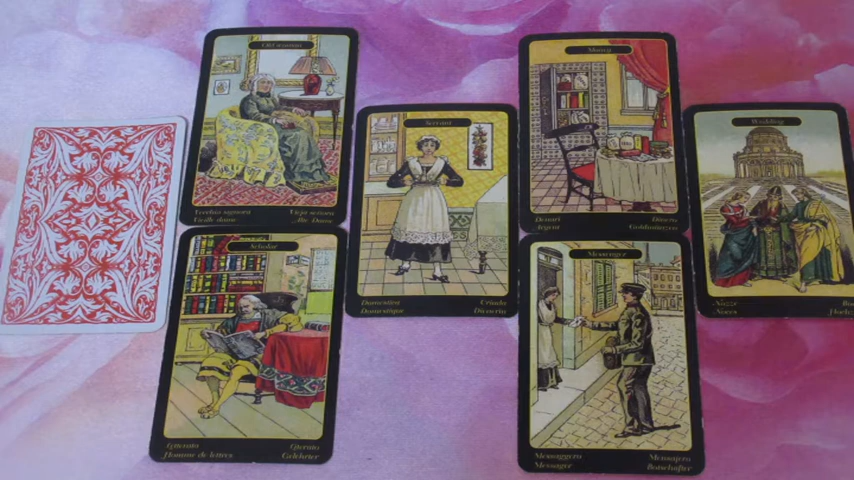 Old woman
Vecchia signora Vieja señora
Vieille dame Alte Dame
Scholar
Letterato Literato
Homme de lettres Gelehrter
Servant
Domestica Criada
Domestique Dienerin
Money
Denari Dinero
Argent
Messenger
Messaggero Mensajero
Messager Botschafter
Wedding
Nozze
Noces